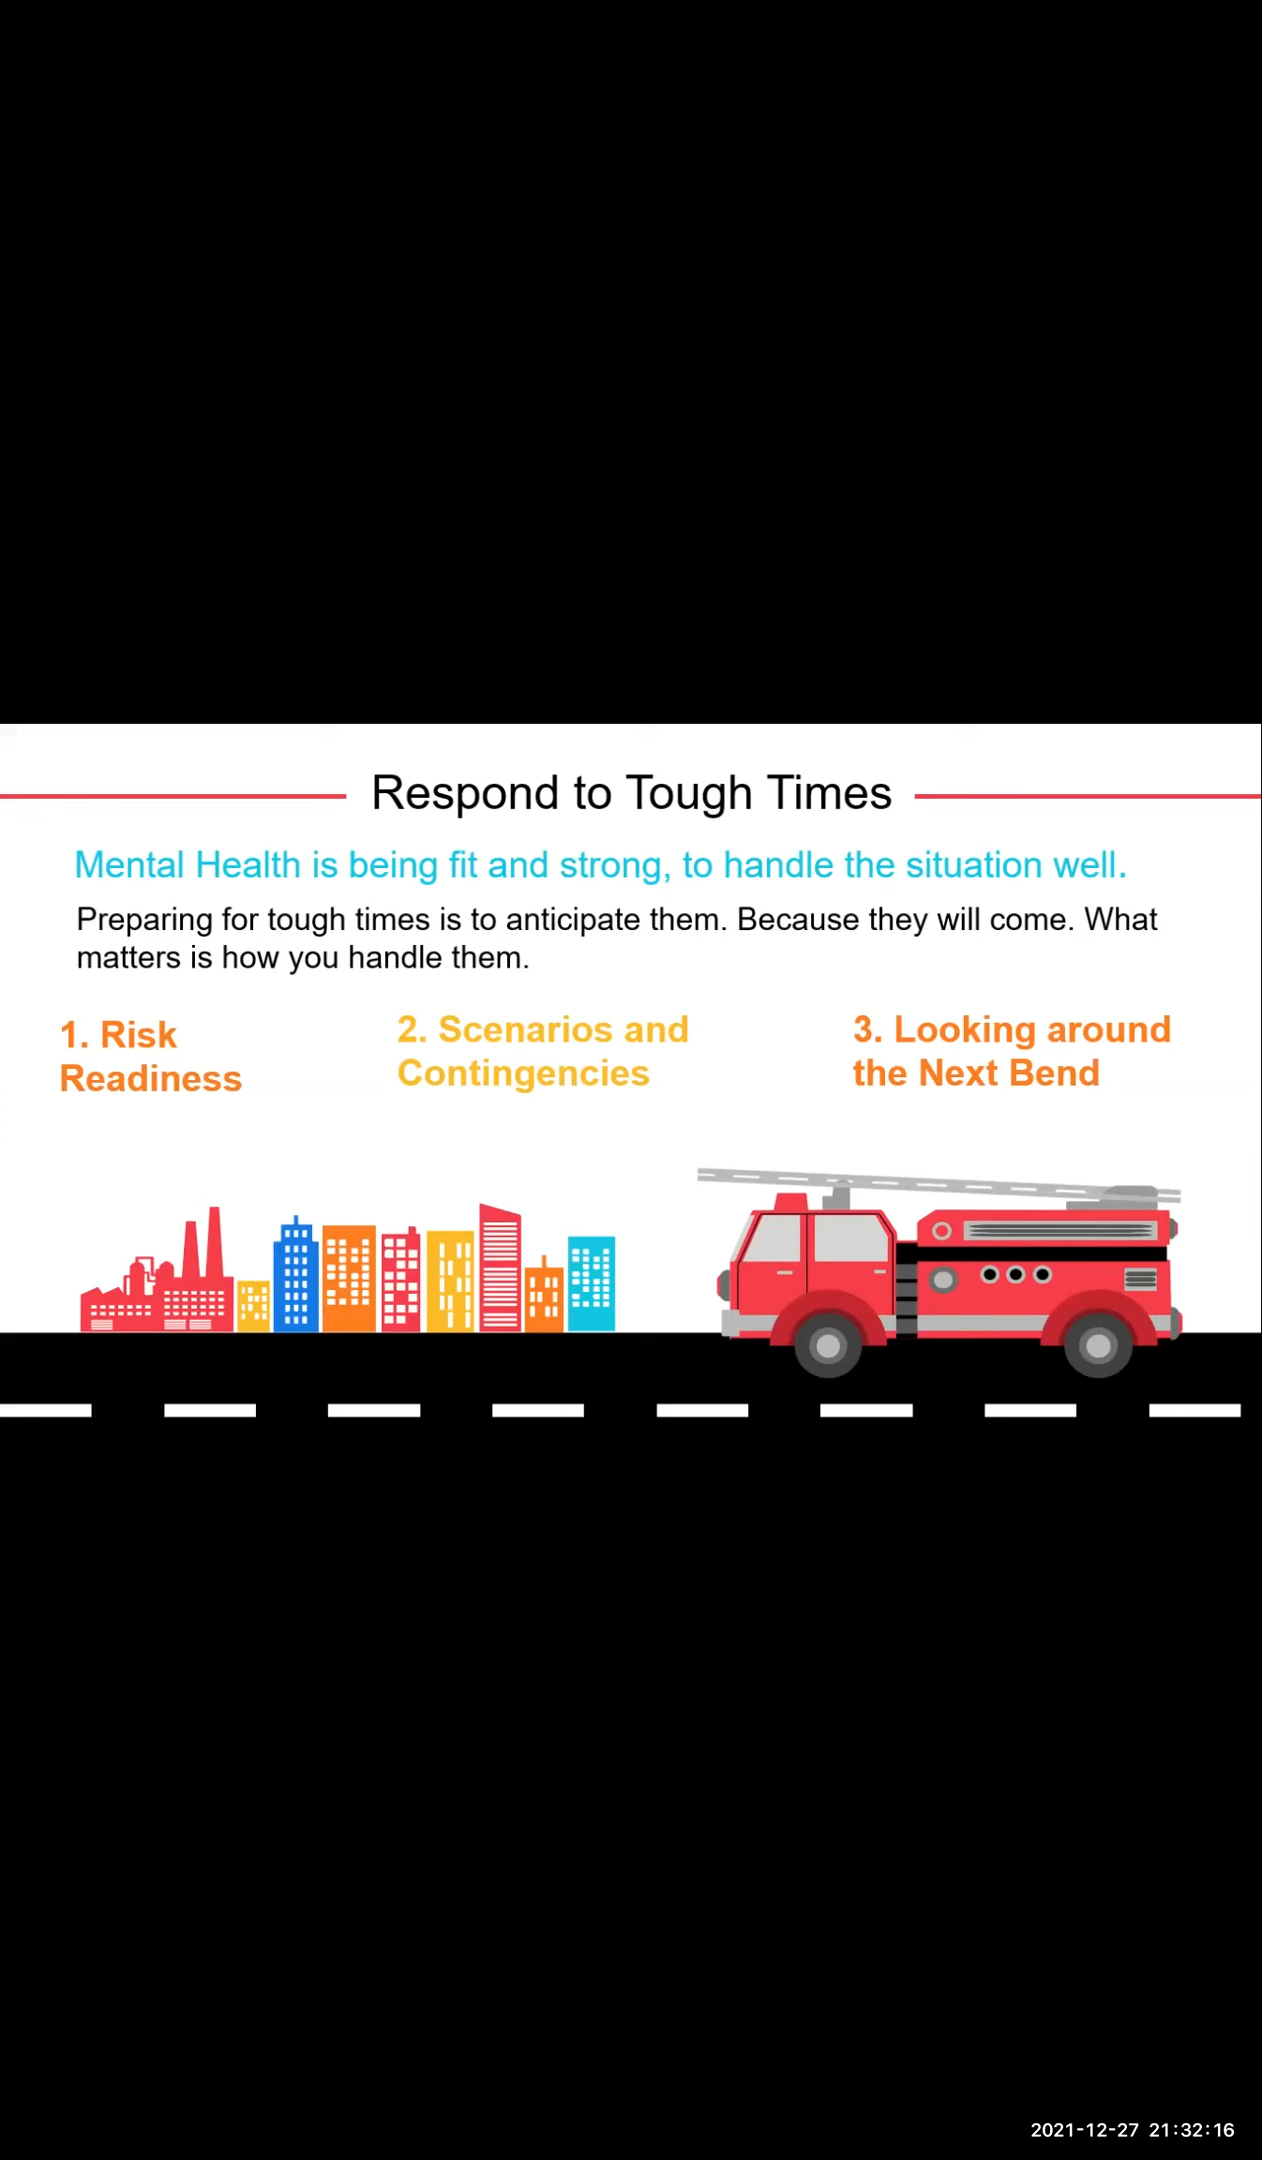 Respond to Tough Times
Mental Health is being fit and strong, to handle the situation well.
Preparing for tough times is to anticipate them. Because they will come. What
matters is how you handle them.
1. Risk
Readiness
2. Scenarios and
Contingencies
3. Looking around
the Next Bend
2021-12-27 21:32:16